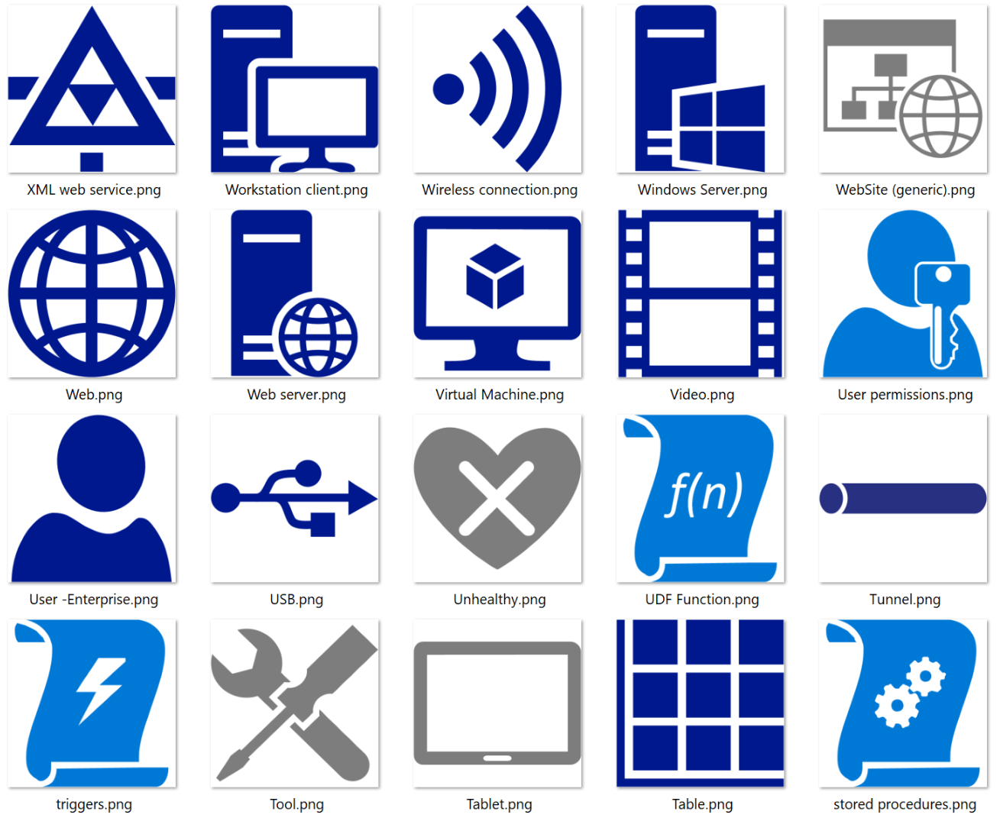 XML web service.png
Workstation client.png
Wireless connection.png
Windows Server.png
WebSite (generic).png
Web.png
Web server.png
Virtual Machine.png
Video.png
User permissions.png
f(n)
User -Enterprise.png
USB.png
Unhealthy.png
UDF Function.png
Tunnel.png
triggers.png
Tool.png
Tablet.png
Table.png
stored procedures.png